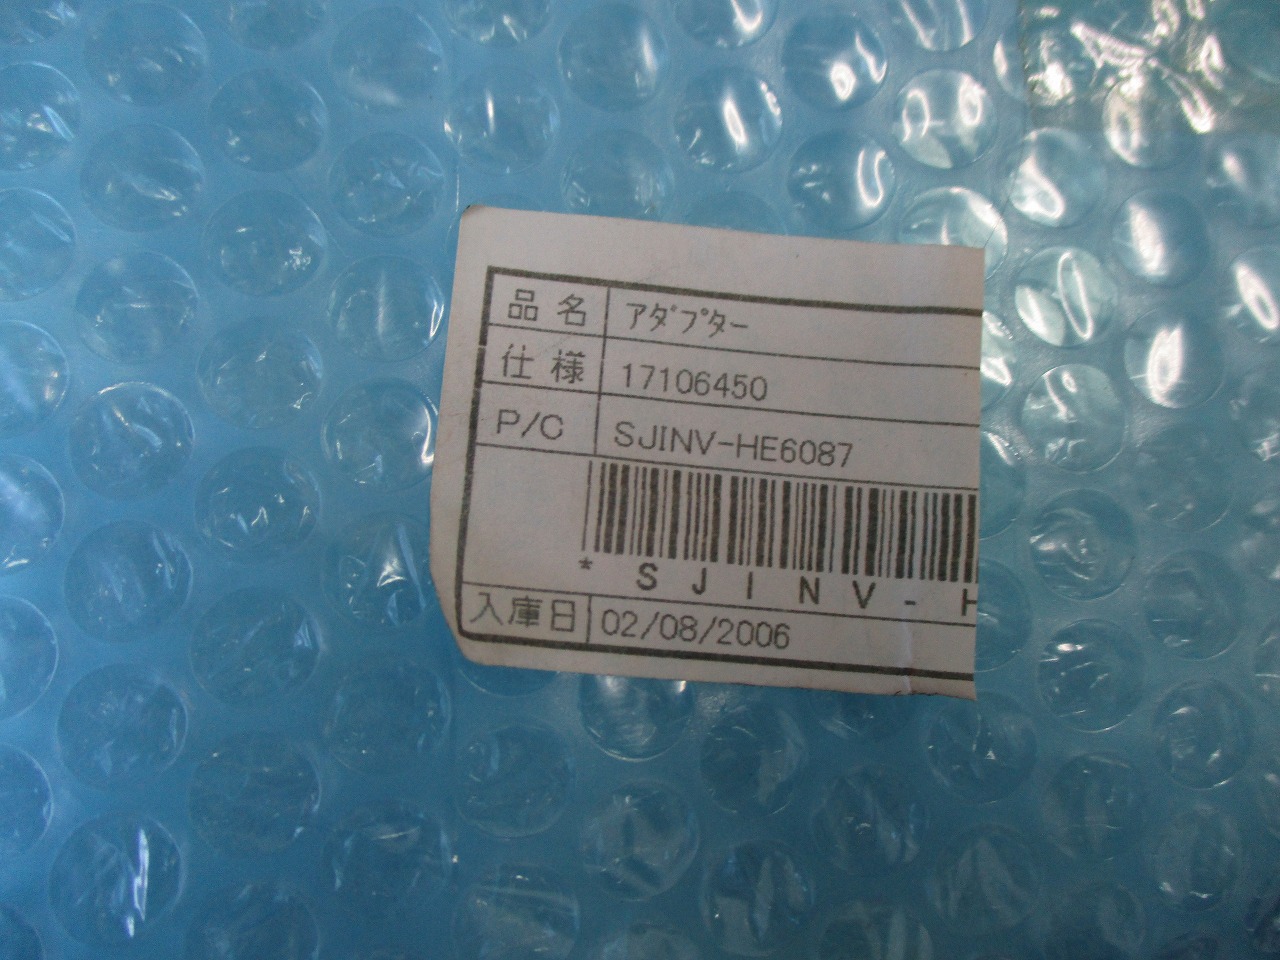 品名 ｱﾀﾞﾌﾟﾀｰ
仕様 17106450
P/C SJINV-HE6087
* S J I N V - H
入庫日 02/08/2006